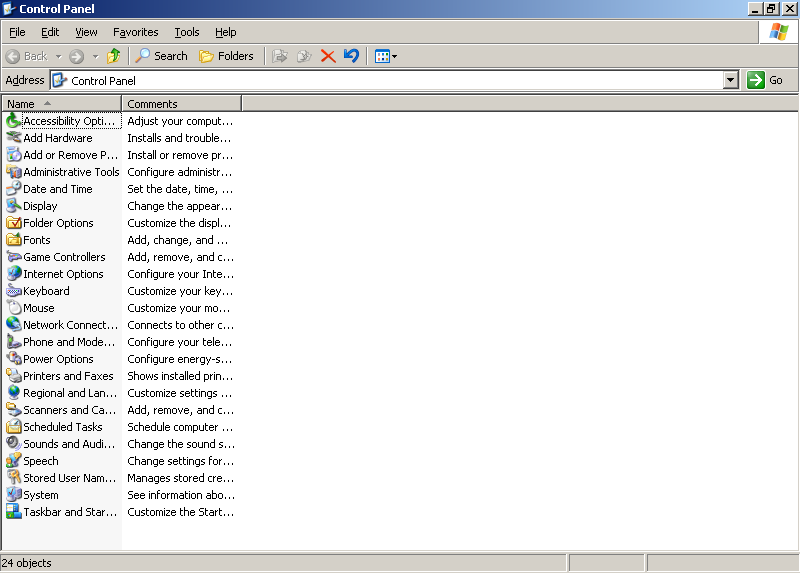 Control Panel
File Edit View Favorites Tools Help
Back Search Folders
Address Control Panel Go
Name Comments
Accessibility Opti... Adjust your comput...
Add Hardware Installs and trouble...
Add or Remove P... Install or remove pr...
Administrative Tools Configure administr...
Date and Time Set the date, time, ...
Display Change the appear...
Folder Options Customize the displ...
Fonts Add, change, and ...
Game Controllers Add, remove, and c...
Internet Options Configure your Inte...
Keyboard Customize your key...
Mouse Customize your mo...
Network Connect... Connects to other c...
Phone and Mode... Configure your tele...
Power Options Configure energy-s...
Printers and Faxes Shows installed prin...
Regional and Lan... Customize settings ...
Scanners and Ca... Add, remove, and c...
Scheduled Tasks Schedule computer ...
Sounds and Audi... Change the sound s...
Speech Change settings for...
Stored User Nam... Manages stored cre...
System See information abo...
Taskbar and Star... Customize the Start...
24 objects